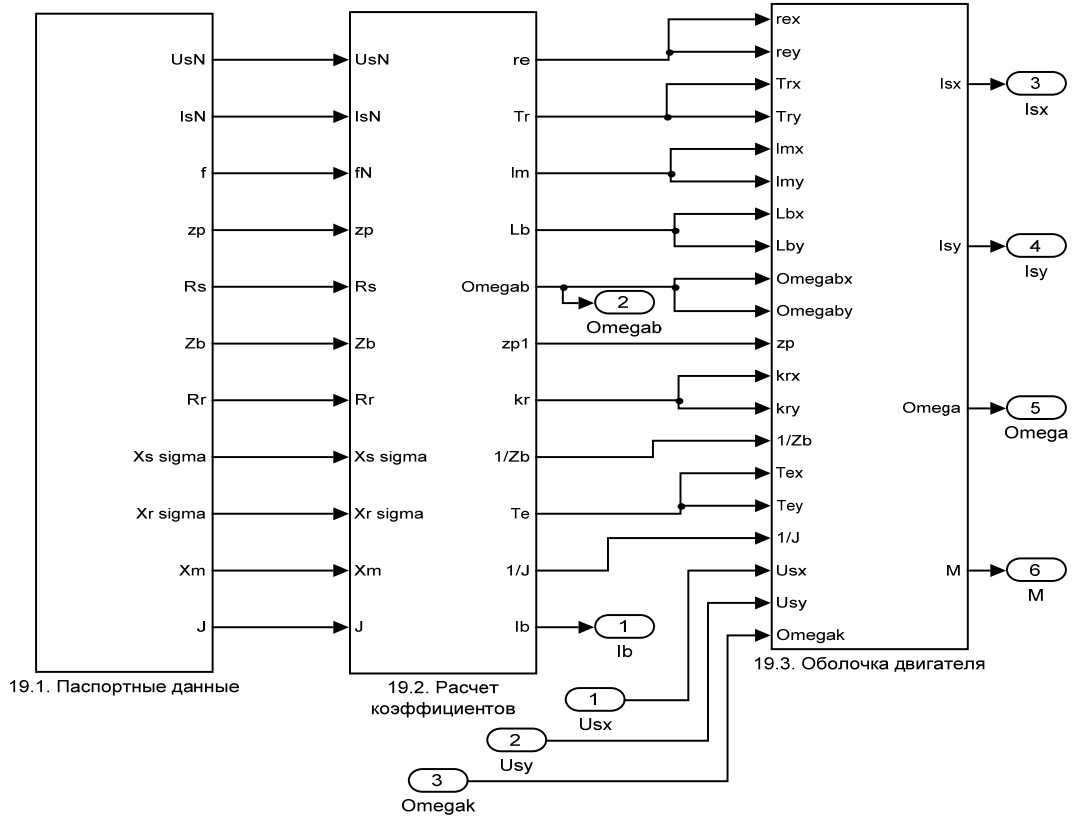 UsN
IsN
f
zp
Rs
Zb
Rr
Xs sigma
Xr sigma
Xm
J
19.1. Паспортные данные
UsN
IsN
fN
zp
Rs
Zb
Rr
Xs sigma
Xr sigma
Xm
J
re
Tr
lm
Lb
Omegab
zp1
kr
1/Zb
Te
1/J
Ib
19.2. Расчет
коэффициентов
2
Omegab
1
Ib
1
Usx
2
Usy
3
Omegak
rex
rey
Trx
Try
lmx
lmy
Lbx
Lby
Omegabx
Omegaby
zp
krx
kry
1/Zb
Tex
Tey
1/J
Usx
Usy
Omegak
Isx
Isy
Omega
M
19.3. Оболочка двигателя
3
Isx
4
Isy
5
Omega
6
M